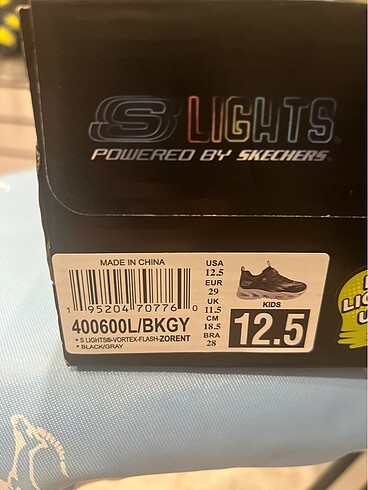 S LIGHTS
POWERED BY SKECHERS
MADE IN CHINA
1 95204 70776 0
400600L/BKGY
• S LIGHTS®-VORTEX-FLASH-ZORENT
• BLACK/GRAY
USA
12.5
EUR
29
UK
11.5
CM
18.5
BRA
28
KIDS
12.5